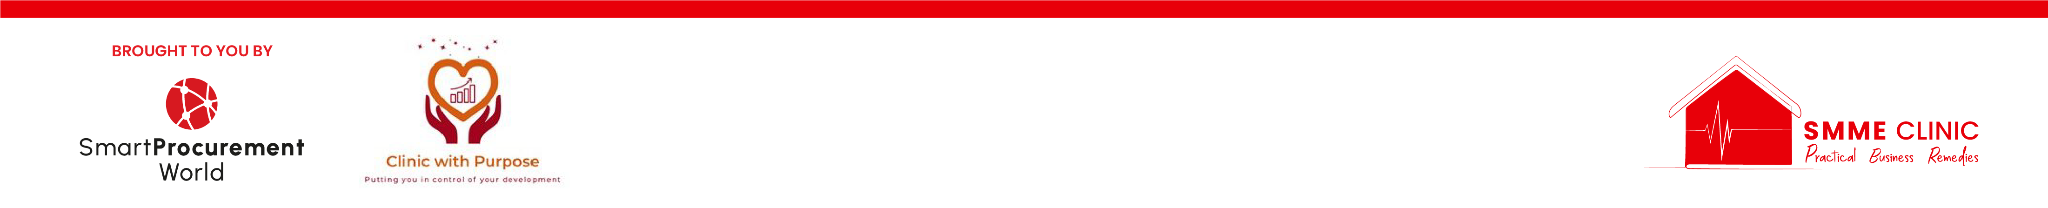 BROUGHT TO YOU BY
SmartProcurement
World
Clinic with Purpose
Putting you in control of your development
SMME CLINIC
Practical Business Remedies